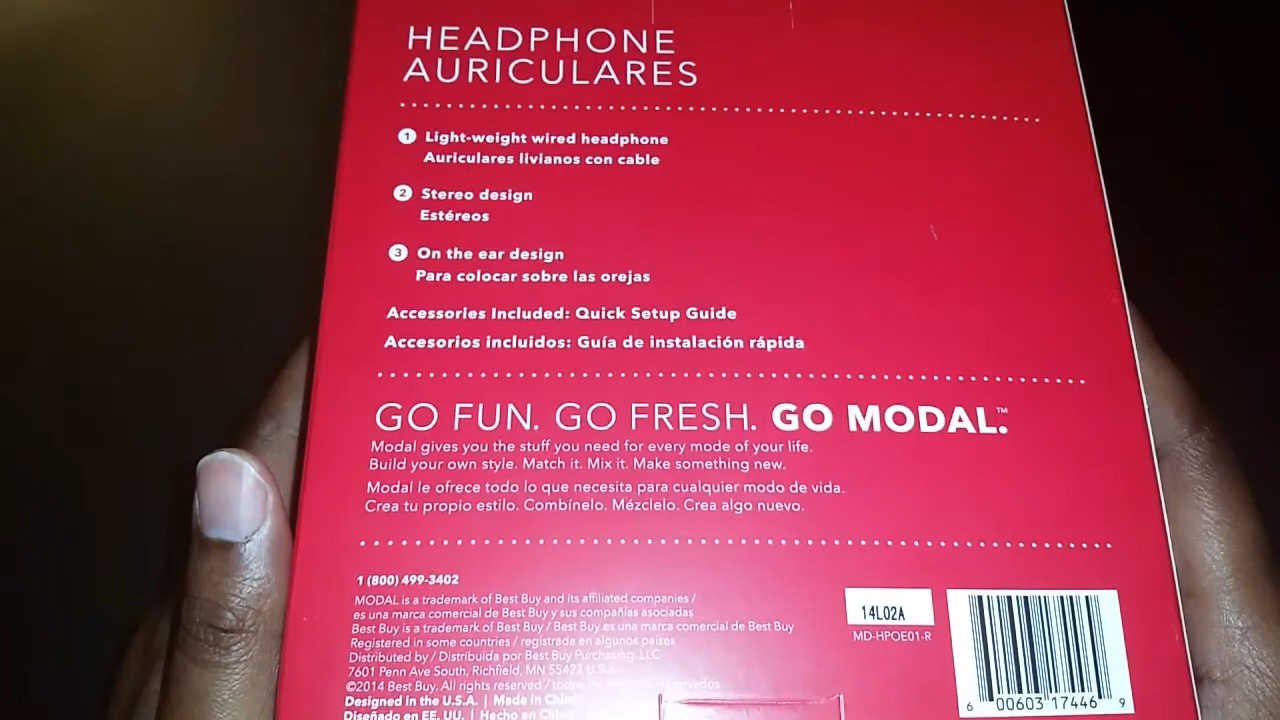 HEADPHONE
AURICULARES
1 Light-weight wired headphone
Auriculares livianos con cable
2 Stereo design
Estéreos
3 On the ear design
Para colocar sobre las orejas
Accessories Included: Quick Setup Guide
Accesorios incluidos: Guía de instalación rápida
GO FUN. GO FRESH. GO MODAL.™
Modal gives you the stuff you need for every mode of your life.
Build your own style. Match it. Mix it. Make something new.
Modal le ofrece todo lo que necesita para cualquier modo de vida.
Crea tu propio estilo. Combínelo. Mézclelo. Crea algo nuevo.
1 (800) 499-3402
MODAL is a trademark of Best Buy and its affiliated companies /
es una marca comercial de Best Buy y sus compañías asociadas
Best Buy is a trademark of Best Buy / Best Buy es una marca comercial de Best Buy
Registered in some countries / registrada en algunos países
Distributed by / Distribuida por Best Buy Purchasing, LLC
7601 Penn Ave South, Richfield, MN 55423 U.S.A.
©2014 Best Buy. All rights reserved /
Designed in the U.S.A. | Made in China
Diseñado en EE. UU. | Hecho en China
14L02A
MD-HPOE01-R
6 00603 17446 9